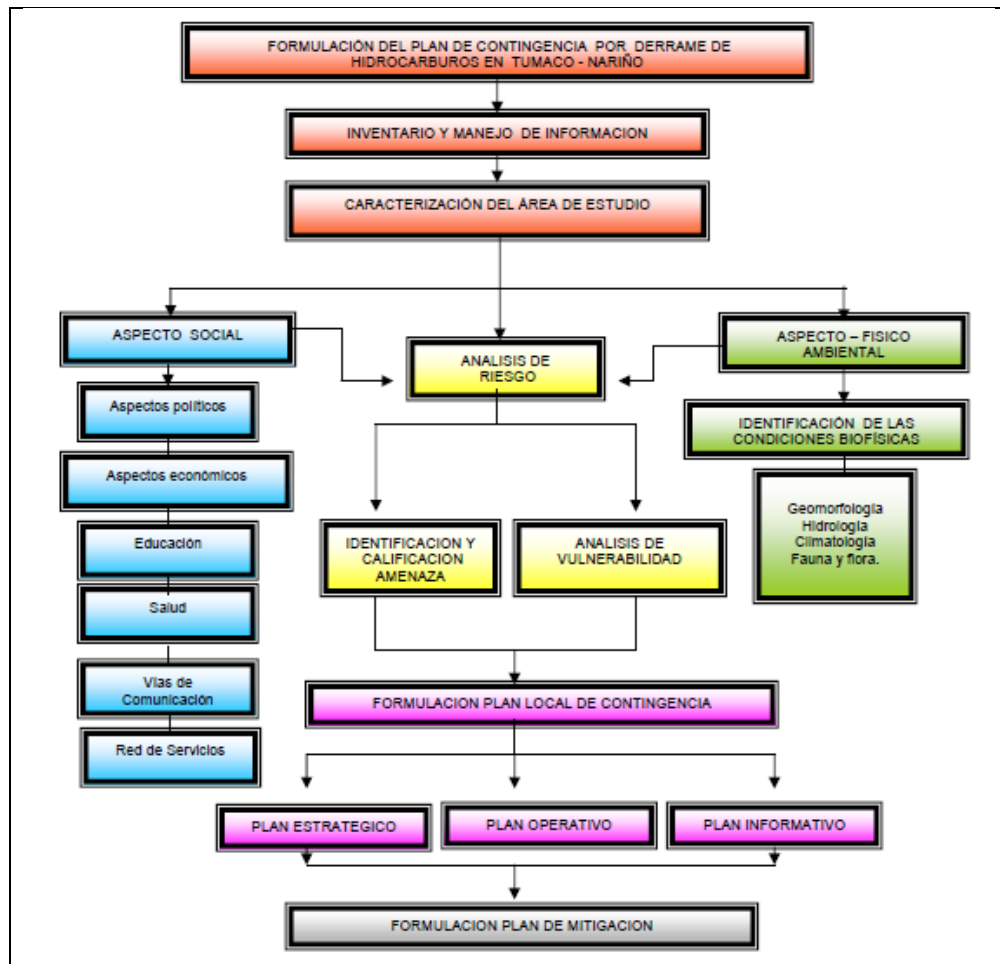 FORMULACIÓN DEL PLAN DE CONTINGENCIA POR DERRAME DE
HIDROCARBUROS EN TUMACO - NARIÑO
INVENTARIO Y MANEJO DE INFORMACION
CARACTERIZACIÓN DEL ÁREA DE ESTUDIO
ASPECTO SOCIAL
Aspectos políticos
Aspectos económicos
Educación
Salud
Vías de
Comunicación
Red de Servicios
ANALISIS DE
RIESGO
IDENTIFICACION Y
CALIFICACION
AMENAZA
ANALISIS DE
VULNERABILIDAD
ASPECTO – FISICO
AMBIENTAL
IDENTIFICACIÓN DE LAS
CONDICIONES BIOFÍSICAS
Geomorfología
Hidrología
Climatología
Fauna y flora.
FORMULACION PLAN LOCAL DE CONTINGENCIA
PLAN ESTRATEGICO
PLAN OPERATIVO
PLAN INFORMATIVO
FORMULACION PLAN DE MITIGACION